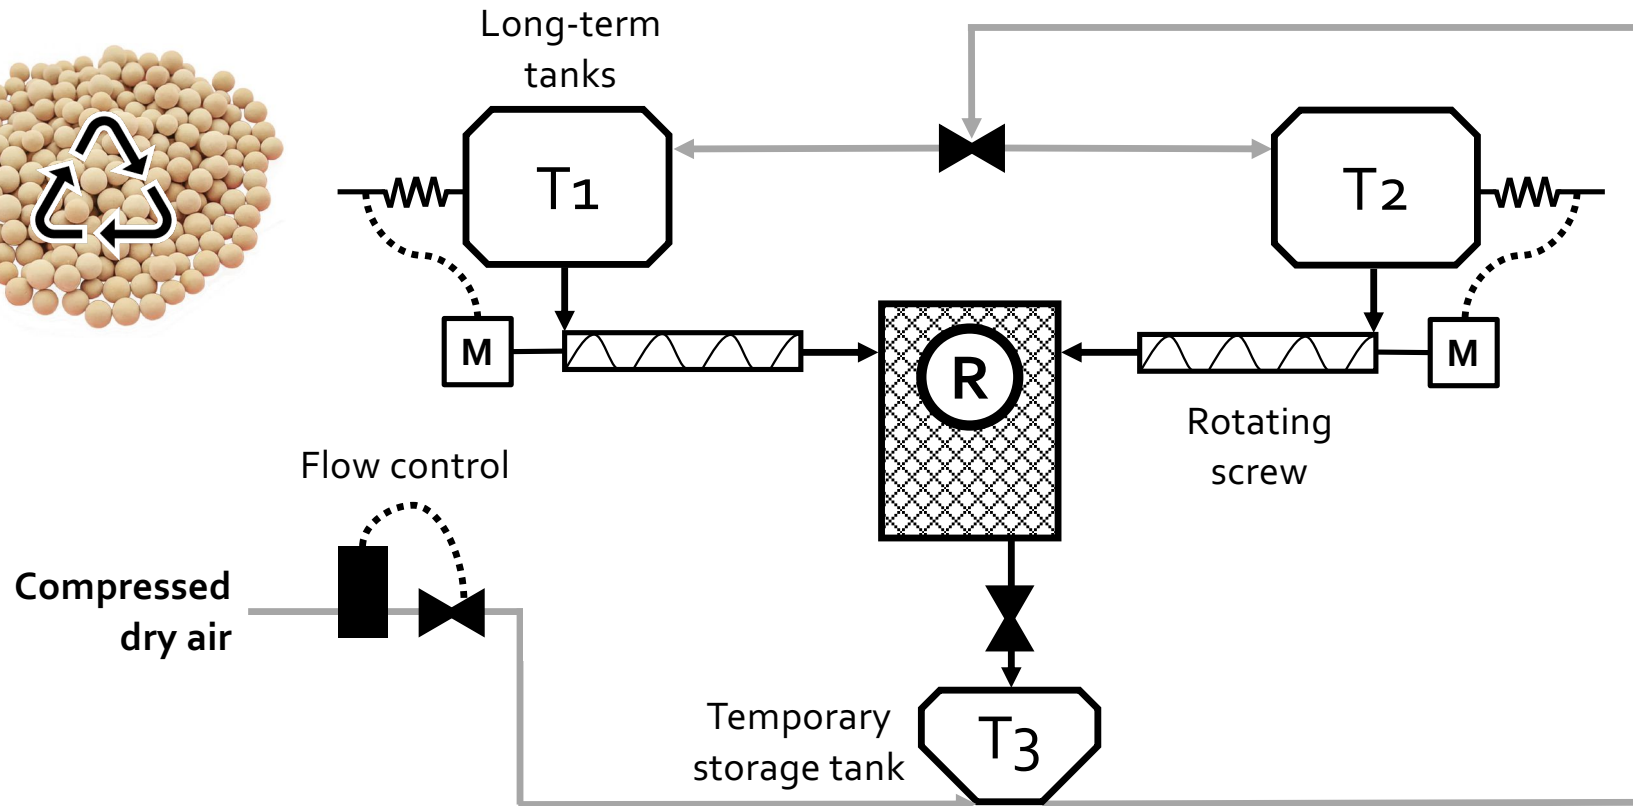 Long-term
tanks
T1
T2
M
R
M
Rotating
screw
Flow control
Compressed
dry air
Temporary
storage tank
T3